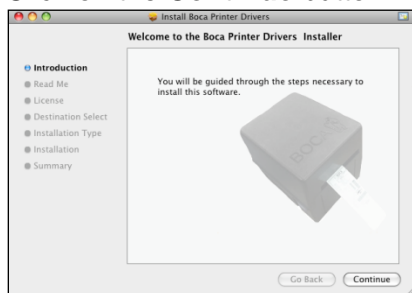 Install Boca Printer Drivers
Welcome to the Boca Printer Drivers Installer
Introduction
Read Me
License
Destination Select
Installation Type
Installation
Summary
You will be guided through the steps necessary to
install this software.
BOCA
Go Back
Continue